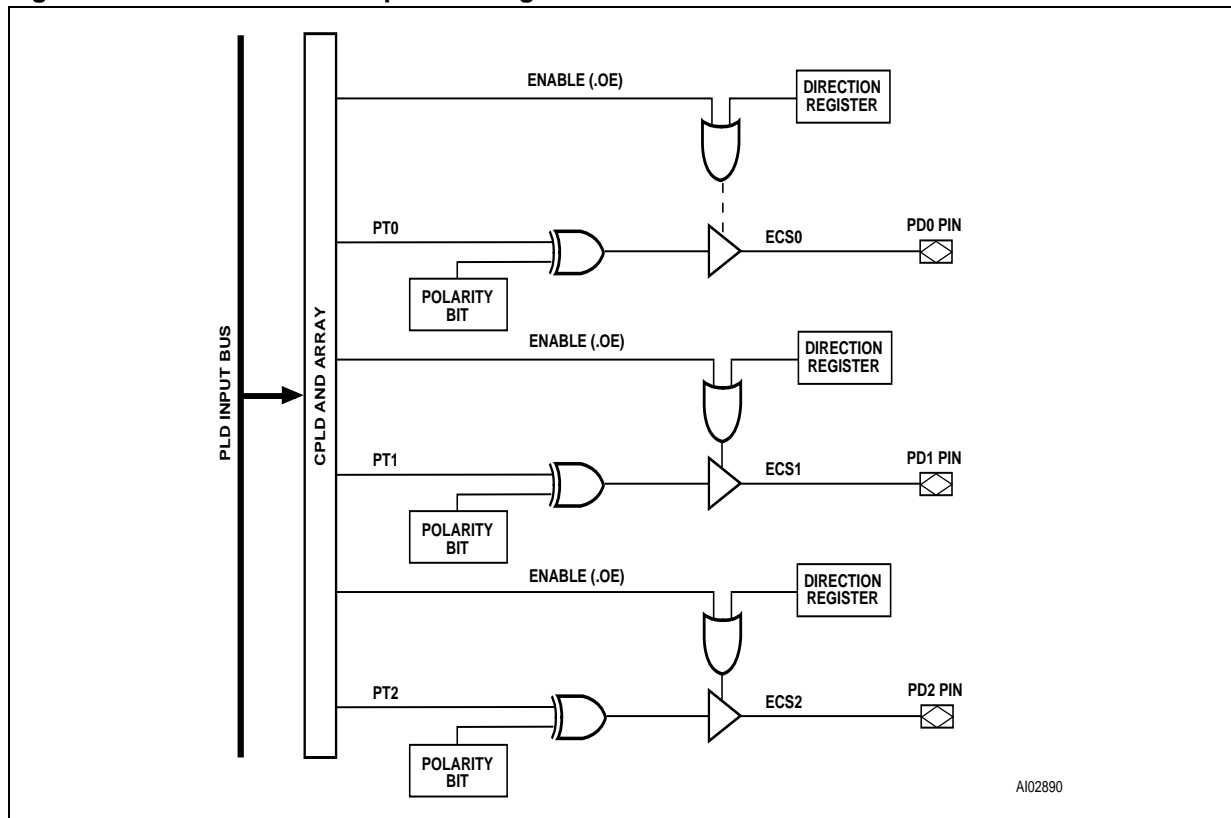 ENABLE (.OE)
DIRECTION
REGISTER
PT0
ECS0
PD0 PIN
POLARITY
BIT
PLD INPUT BUS
CPLD AND ARRAY
ENABLE (.OE)
DIRECTION
REGISTER
PT1
ECS1
PD1 PIN
POLARITY
BIT
ENABLE (.OE)
DIRECTION
REGISTER
PT2
ECS2
PD2 PIN
POLARITY
BIT
AI02890